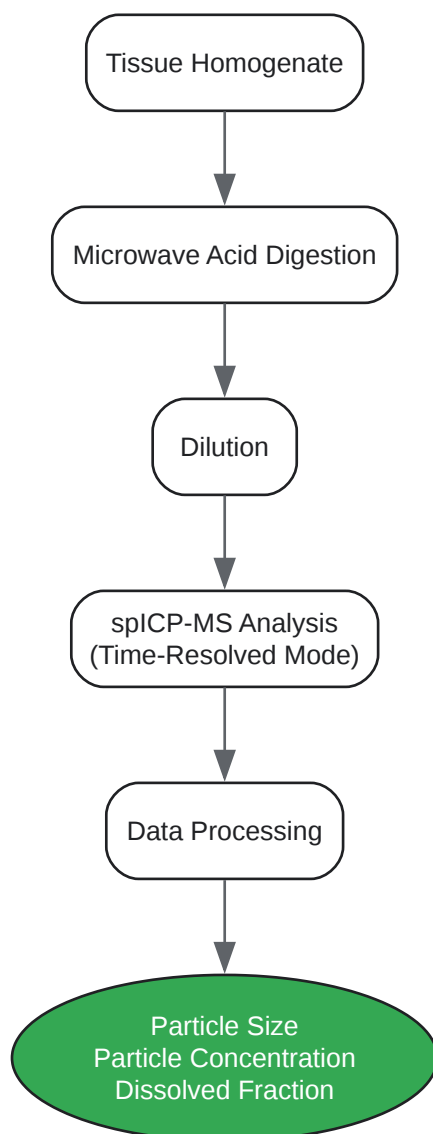 Tissue Homogenate
Microwave Acid Digestion
Dilution
spICP-MS Analysis
(Time-Resolved Mode)
Data Processing
Particle Size
Particle Concentration
Dissolved Fraction